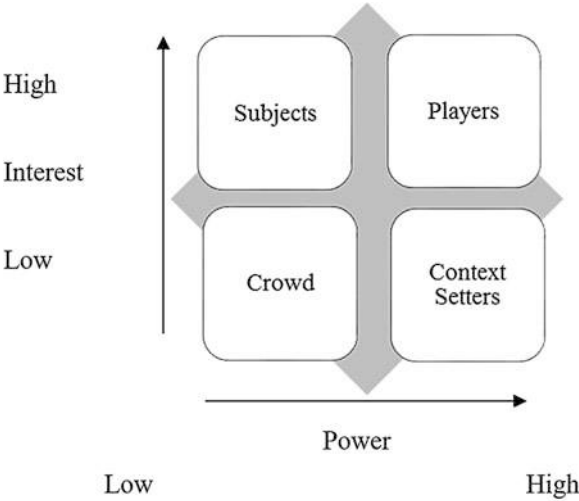 High
Subjects
Players
Interest
Low
Crowd
Context
Setters
Power
Low
High